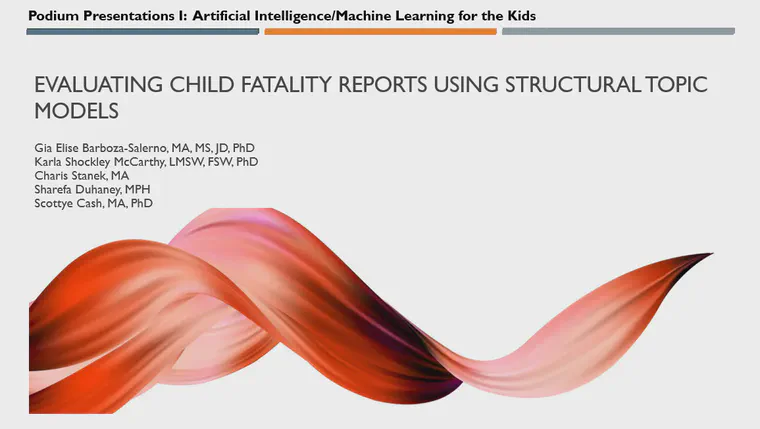 Podium Presentations I: Artificial Intelligence/Machine Learning for the Kids
EVALUATING CHILD FATALITY REPORTS USING STRUCTURAL TOPIC
MODELS
Gia Elise Barboza-Salerno, MA, MS, JD, PhD
Karla Shockley McCarthy, LMSW, FSW, PhD
Charis Stanek, MA
Sharefa Duhaney, MPH
Scottye Cash, MA, PhD